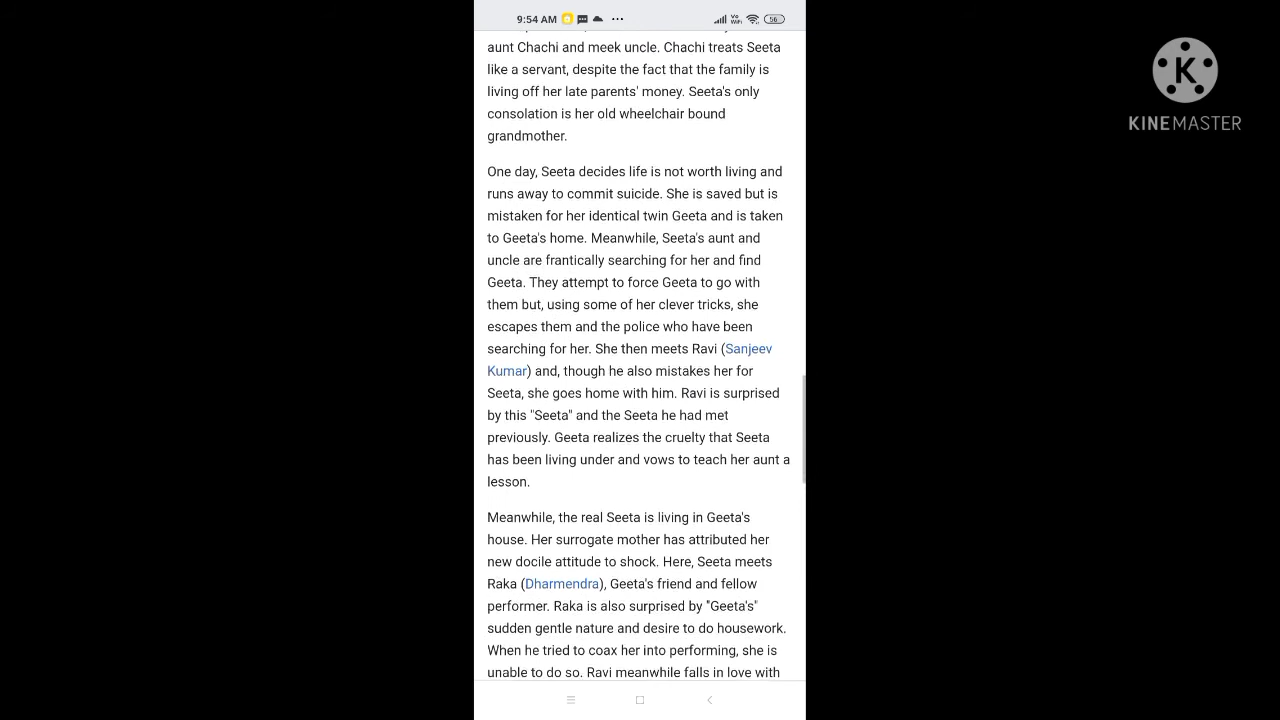 9:54 AM
Vo
WiFi
56
aunt Chachi and meek uncle. Chachi treats Seeta
like a servant, despite the fact that the family is
living off her late parents' money. Seeta's only
consolation is her old wheelchair bound
grandmother.
One day, Seeta decides life is not worth living and
runs away to commit suicide. She is saved but is
mistaken for her identical twin Geeta and is taken
to Geeta's home. Meanwhile, Seeta's aunt and
uncle are frantically searching for her and find
Geeta. They attempt to force Geeta to go with
them but, using some of her clever tricks, she
escapes them and the police who have been
searching for her. She then meets Ravi (Sanjeev
Kumar) and, though he also mistakes her for
Seeta, she goes home with him. Ravi is surprised
by this "Seeta" and the Seeta he had met
previously. Geeta realizes the cruelty that Seeta
has been living under and vows to teach her aunt a
lesson.
Meanwhile, the real Seeta is living in Geeta's
house. Her surrogate mother has attributed her
new docile attitude to shock. Here, Seeta meets
Raka (Dharmendra), Geeta's friend and fellow
performer. Raka is also surprised by "Geeta's"
sudden gentle nature and desire to do housework.
When he tried to coax her into performing, she is
unable to do so. Ravi meanwhile falls in love with
K
KINEMASTER